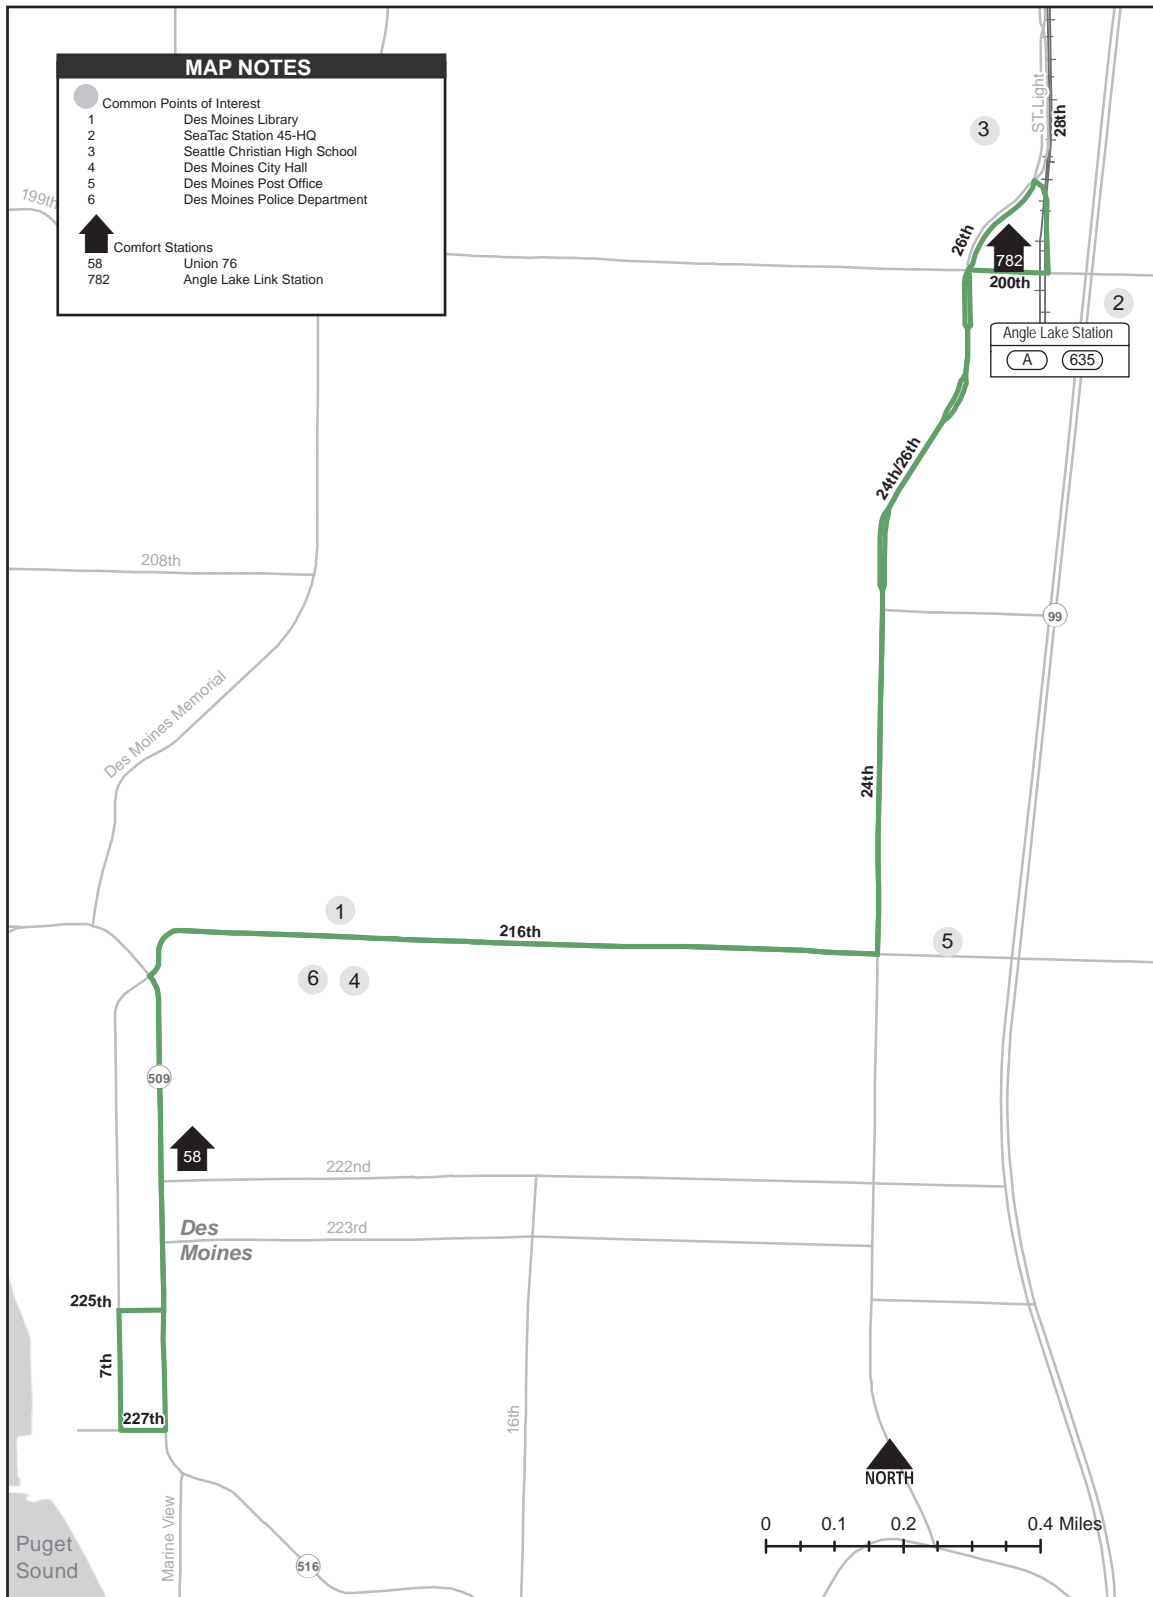 MAP NOTES
Common Points of Interest
1 Des Moines Library
2 SeaTac Station 45-HQ
3 Seattle Christian High School
4 Des Moines City Hall
5 Des Moines Post Office
6 Des Moines Police Department
Comfort Stations
58 Union 76
782 Angle Lake Link Station
ST-Light
28th
3
199th
26th
782
200th
2
Angle Lake Station
A 635
24th/26th
208th
99
Des Moines Memorial
24th
1
216th
5
6 4
509
58
222nd
Des
Moines
223rd
225th
7th
227th
16th
NORTH
Marine View
0 0.1 0.2 0.4 Miles
Puget
Sound
516